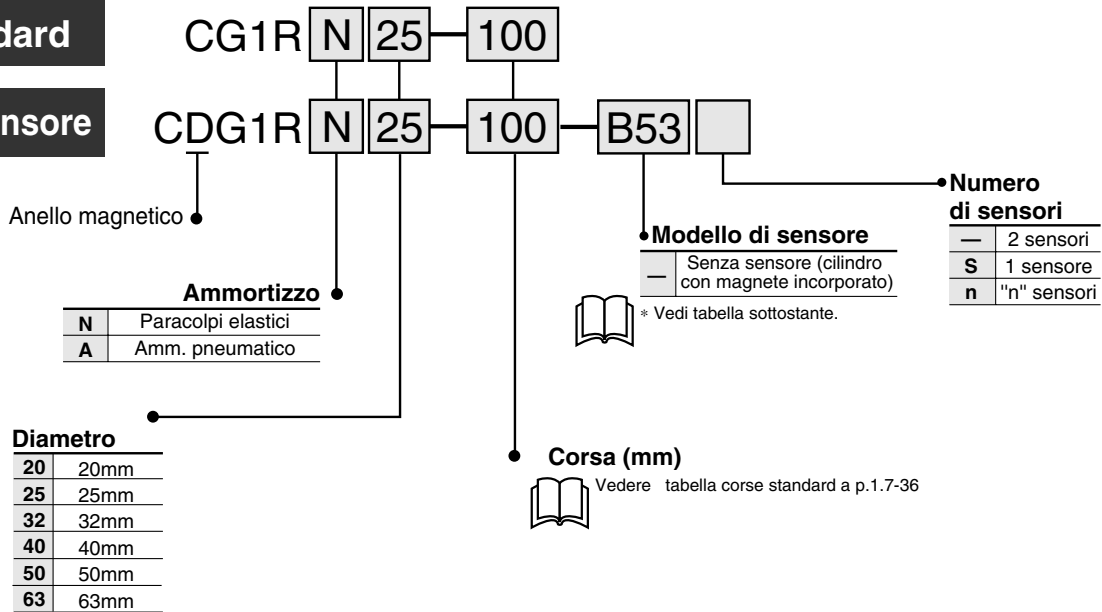 dard
CG1R N 25 100
nsore
CDG1R N 25 100 B53
Anello magnetico
Numero
di sensori
— 2 sensori
S 1 sensore
n "n" sensori
Modello di sensore
— Senza sensore (cilindro
con magnete incorporato)
* Vedi tabella sottostante.
Ammortizzo
N Paracolpi elastici
A Amm. pneumatico
Diametro
20 20mm
25 25mm
32 32mm
40 40mm
50 50mm
63 63mm
Corsa (mm)
Vedere tabella corse standard a p.1.7-36